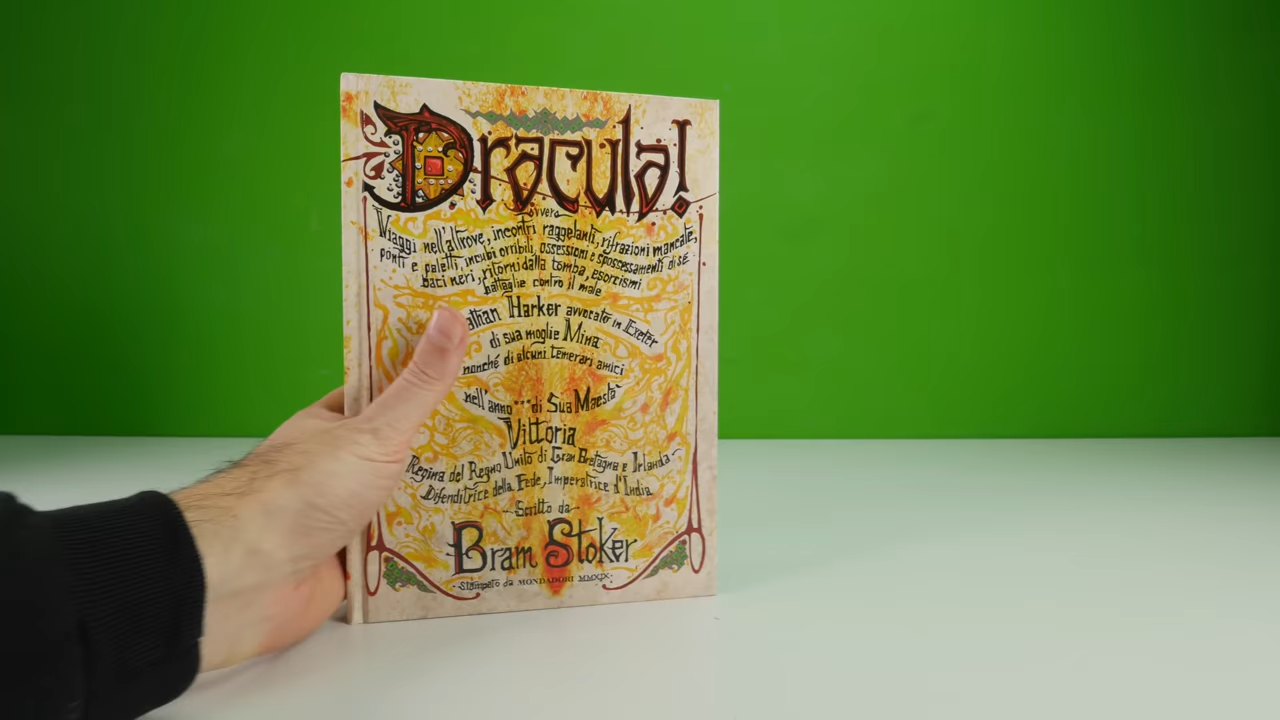 Dracula!
ovvero
Viaggi nell'altrove, incontri raggelanti, rifrazioni mancate,
ponti e paletti, incubi orribili, ossessioni e spossessamenti di sé
baci neri, ritorni dalla tomba, esorcismi
battaglie contro il male
Harker avvocato in Exeter
di sua moglie Mina
nonché di alcuni temerari amici
nell'anno *** di Sua Maestà
Vittoria
Regina del Regno Unito di Gran Bretagna e Irlanda
Difenditrice della Fede, Imperatrice d'India
Scritto da
Bram Stoker
Stampato da MONDADORI MMXIX